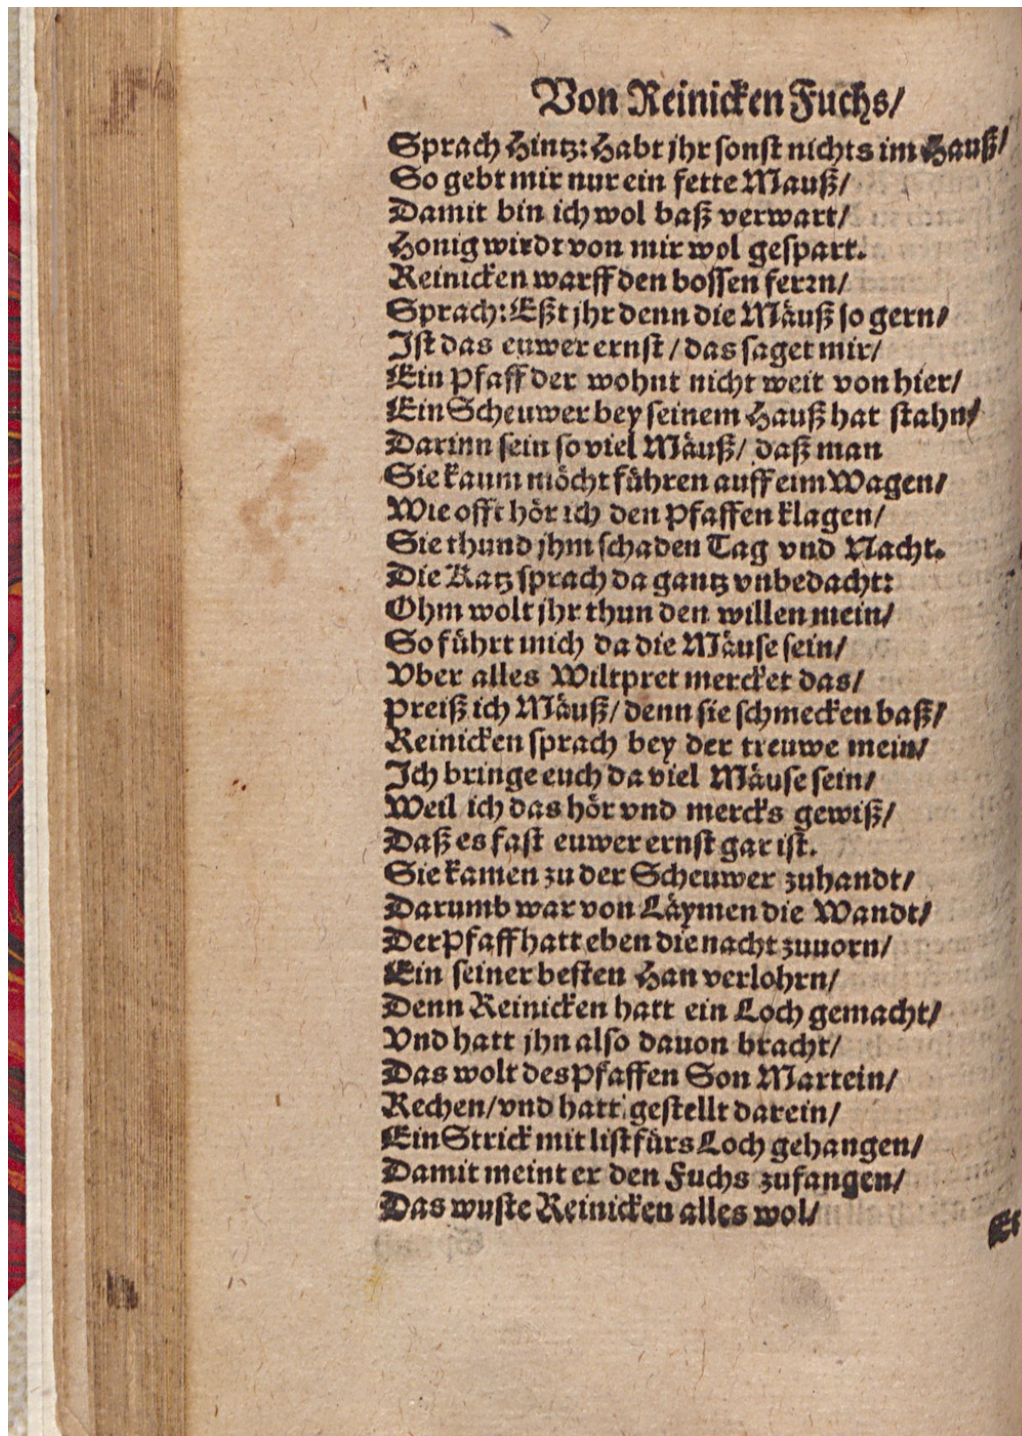 Von Reinicken Fuchs/
Sprach Hintz: Habt jhr sonst nichts im Hauß/
So gebt mir nur ein fette Mauß/
Damit bin ich wol baß verwart/
Honig wirdt von mir wol gespart.
Reinicken warff den bossen ferrn/
Sprach: Eßt jhr denn die Mäuß so gern/
Ist das euwer ernst / das saget mir/
Ein Pfaff der wohnt nicht weit von hier/
Ein Scheuwer bey seinem Hauß hat stahn/
Darinn sein so viel Mäuß/ daß man
Sie kaum möcht führen auff eim Wagen/
Wie offt hör ich den Pfaffen klagen/
Sie thund jhm schaden Tag vnd Nacht.
Die Katz sprach da gantz vnbedacht:
Ohm wolt jhr thun den willen mein/
So führt mich da die Mäuse sein/
Vber alles Wiltpret mercket das/
Preiß ich Mäuß/ denn sie schmecken baß/
Reinicken sprach bey der treuwe mein/
Ich bringe euch da viel Mäuse sein/
Weil ich das hör vnd mercks gewiß/
Daß es fast euwer ernst gar ist.
Sie kamen zu der Scheuwer zuhandt/
Darumb war von Läymen die Wandt/
Der Pfaff hatt eben die nacht zuuorn/
Ein seiner besten Han verlohrn/
Denn Reinicken hatt ein Loch gemacht/
Vnd hatt jhn also dauon bracht/
Das wolt des Pfaffen Son Martein/
Rechen/ vnd hatt gestellt darein/
Ein Strick mit list fürs Loch gehangen/
Damit meint er den Fuchs zufangen/
Das wuste Reinicken alles wol/